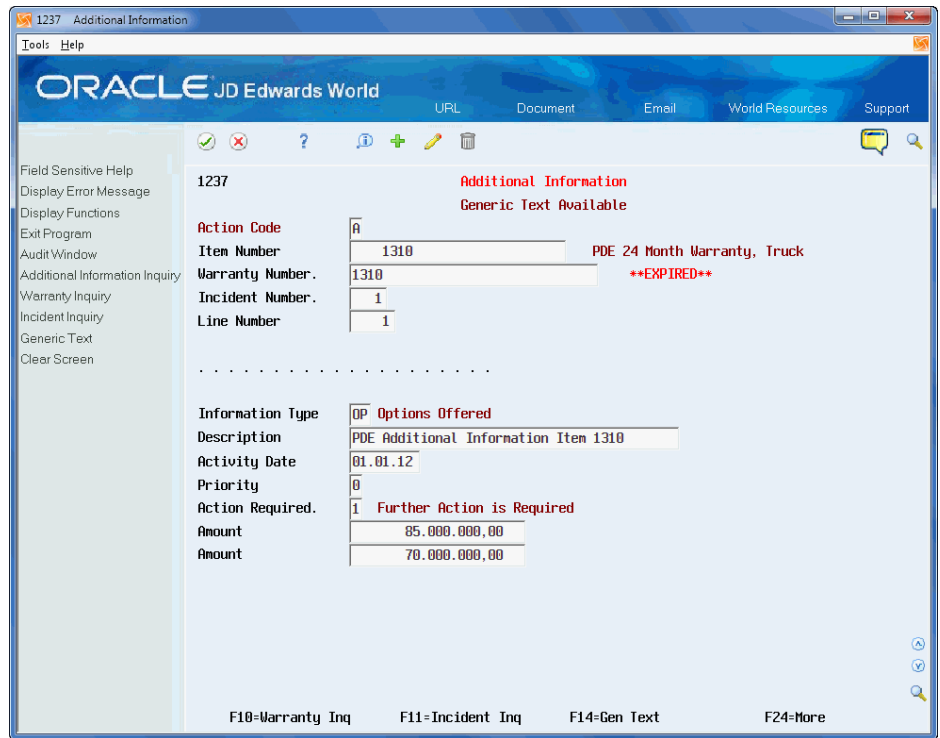 1237 Additional Information
Tools Help
ORACLE JD Edwards World
URL Document Email World Resources Support
?
Field Sensitive Help
Display Error Message
Display Functions
Exit Program
Audit Window
Additional Information Inquiry
Warranty Inquiry
Incident Inquiry
Generic Text
Clear Screen
1237 Additional Information
Generic Text Available
Action Code A
Item Number 1310 PDE 24 Month Warranty, Truck
Warranty Number. 1310 **EXPIRED**
Incident Number. 1
Line Number 1
. . . . . . . . . . . . . . . . . . . .
Information Type OP Options Offered
Description PDE Additional Information Item 1310
Activity Date 01.01.12
Priority 0
Action Required. 1 Further Action is Required
Amount 85.000.000,00
Amount 70.000.000,00
F10=Warranty Inq F11=Incident Inq F14=Gen Text F24=More